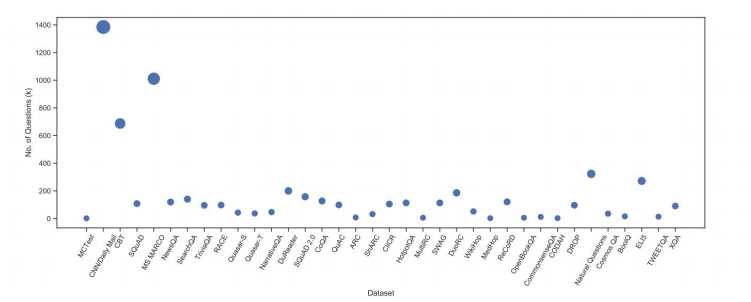 1400
1200
1000
800
600
400
200
0
No. of Questions (k)
MCTest
CNN/Daily Mail
CBT
SQuAD
MS MARCO
NewsQA
SearchQA
TriviaQA
RACE
Quasar-S
Quasar-T
NarrativeQA
DuReader
SQuAD 2.0
CoQA
QuAC
ARC
ShARC
CliCR
HotpotQA
MultiRC
SWAG
DuoRC
WikiHop
MedHop
ReCoRD
OpenBookQA
CommonsenseQA
CODAH
DROP
Natural Questions
Cosmos QA
BoolQ
ELI5
TWEETQA
XQA
Dataset